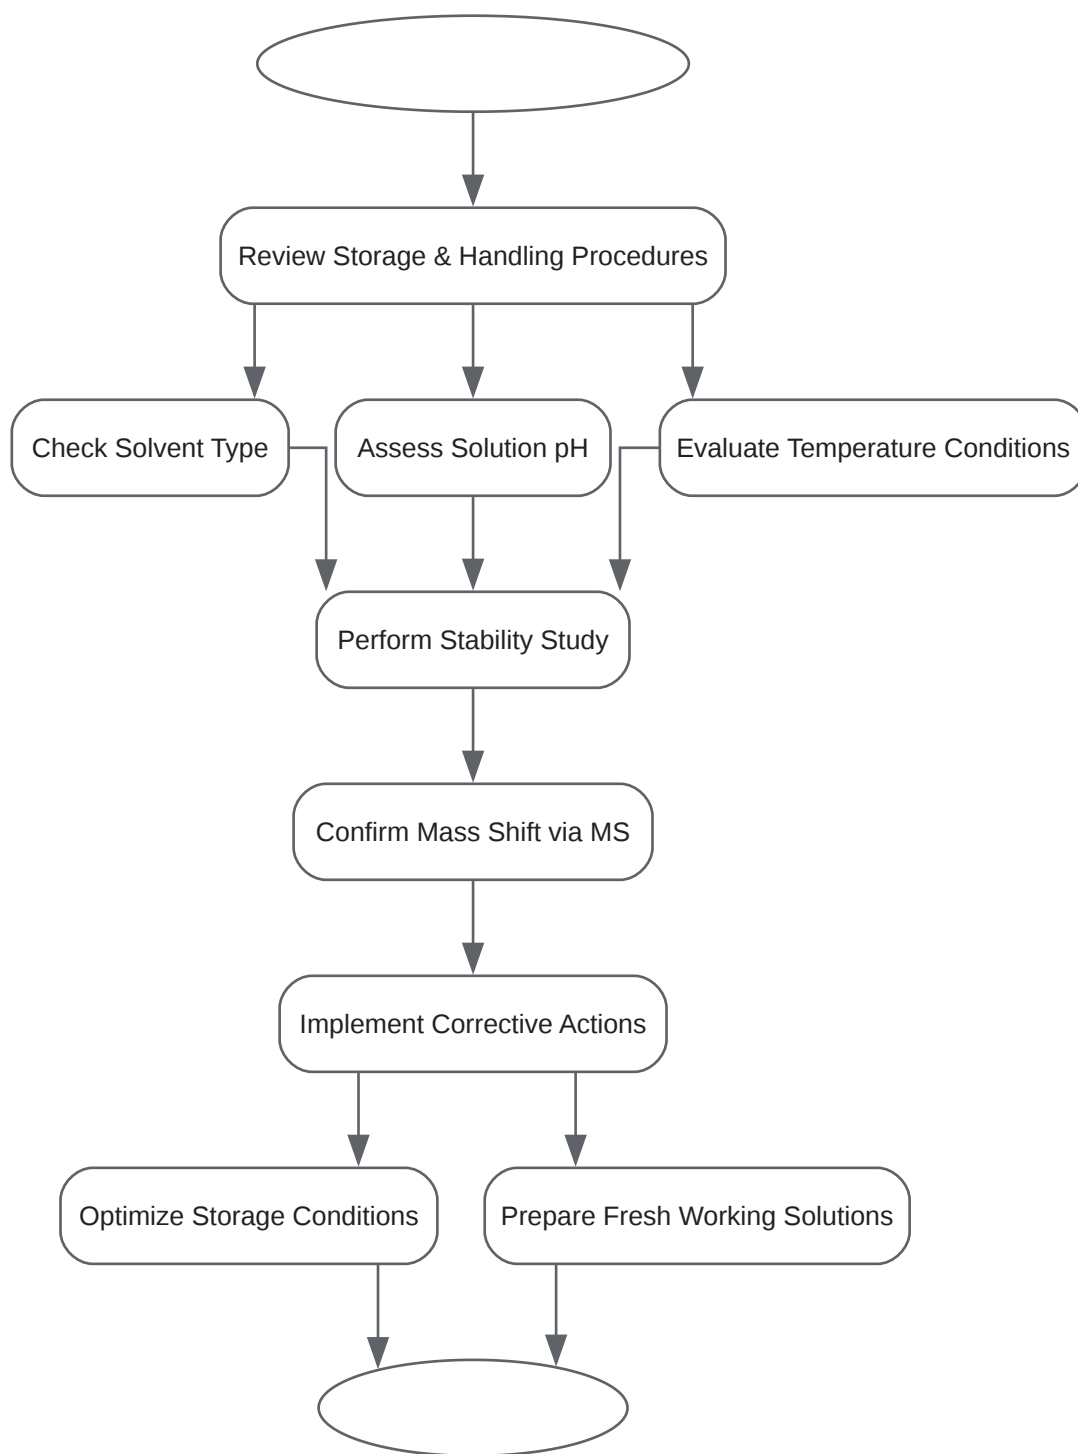 Review Storage & Handling Procedures
Check Solvent Type
Assess Solution pH
Evaluate Temperature Conditions
Perform Stability Study
Confirm Mass Shift via MS
Implement Corrective Actions
Optimize Storage Conditions
Prepare Fresh Working Solutions